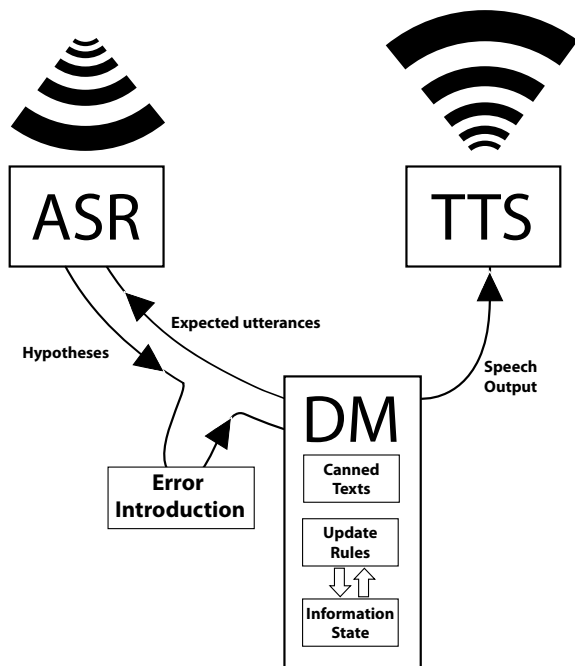 ASR
TTS
Expected utterances
Hypotheses
Speech
Output
DM
Canned
Texts
Error
Introduction
Update
Rules
Information
State